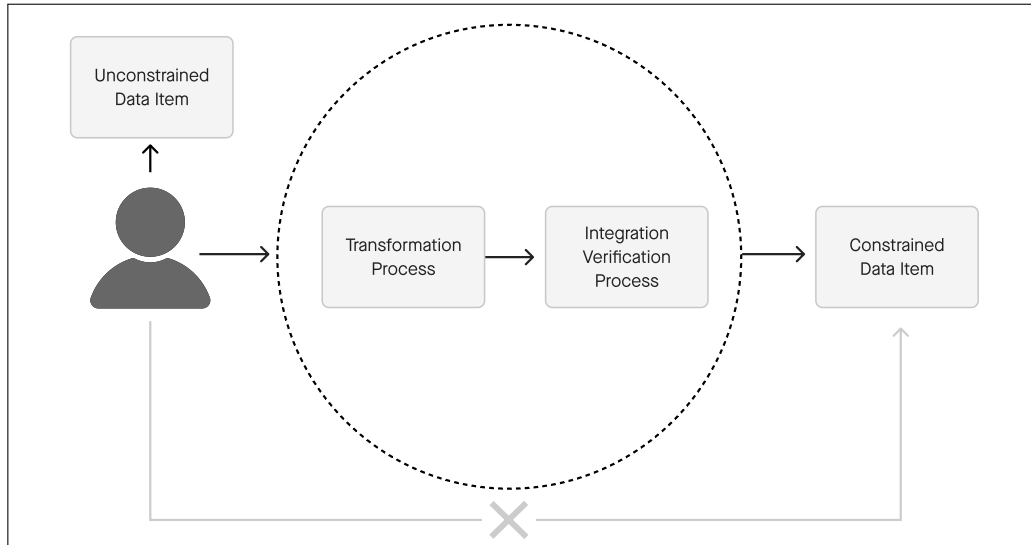 Unconstrained
Data Item
Transformation
Process
Integration
Verification
Process
Constrained
Data Item